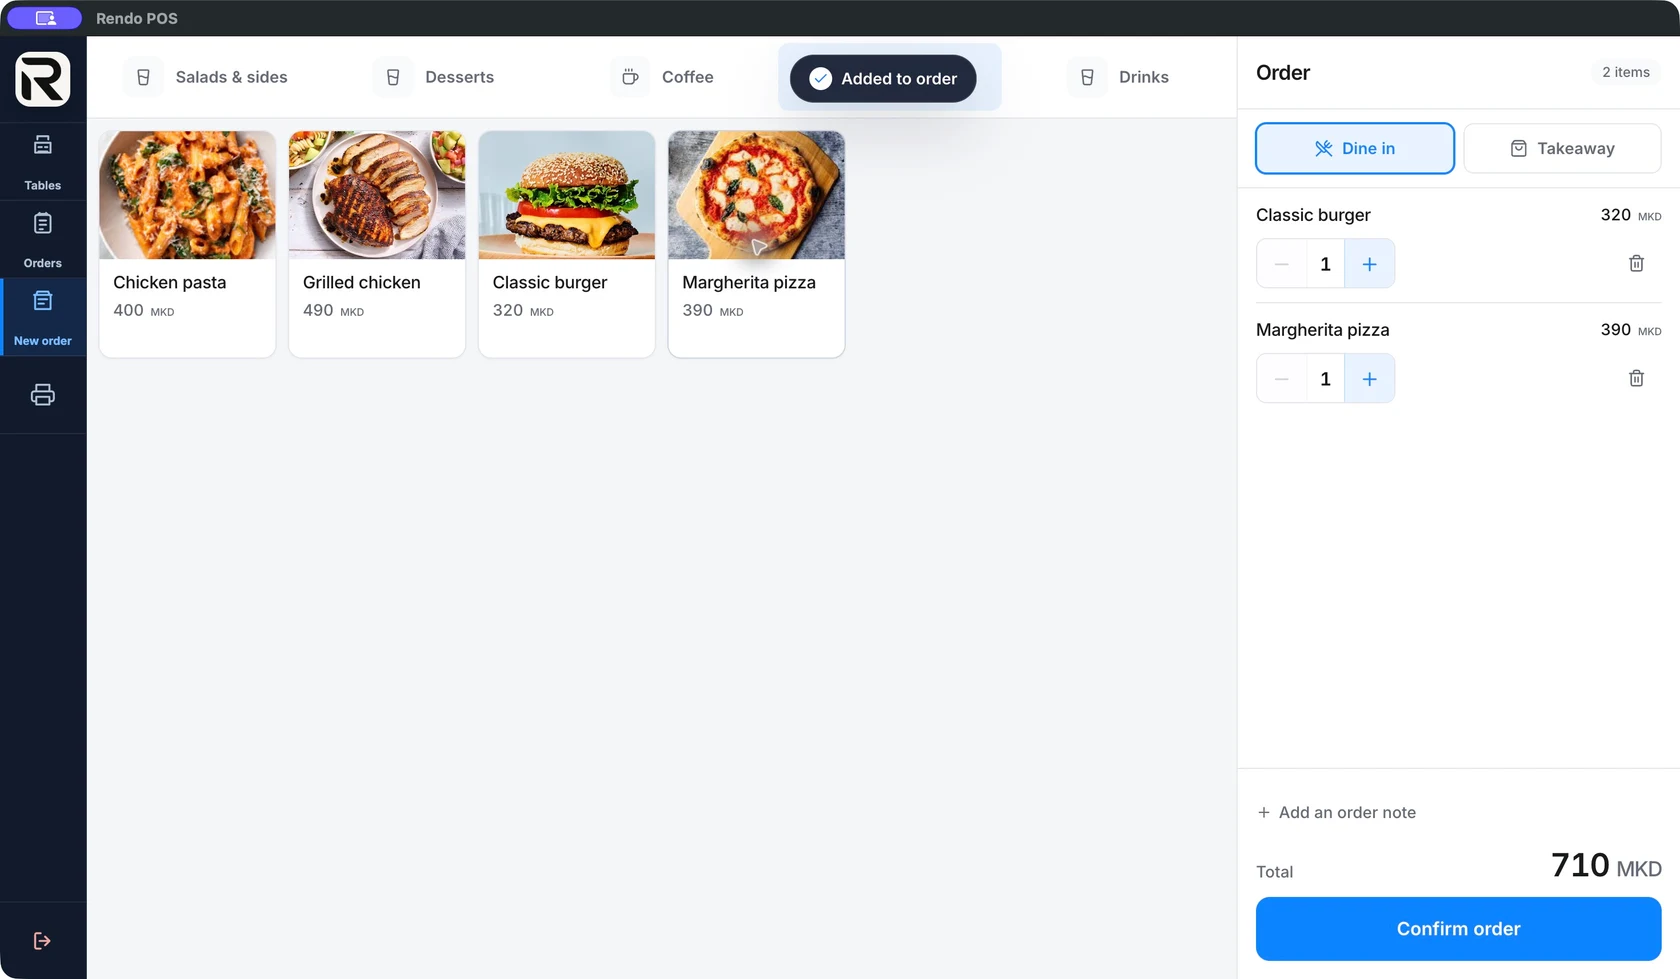 Rendo POS
R
Tables
Orders
New order
Salads & sides
Desserts
Coffee
Added to order
Drinks
Chicken pasta
400 MKD
Grilled chicken
490 MKD
Classic burger
320 MKD
Margherita pizza
390 MKD
Order
2 items
Dine in
Takeaway
Classic burger
320 MKD
1
Margherita pizza
390 MKD
1
Add an order note
Total
710 MKD
Confirm order